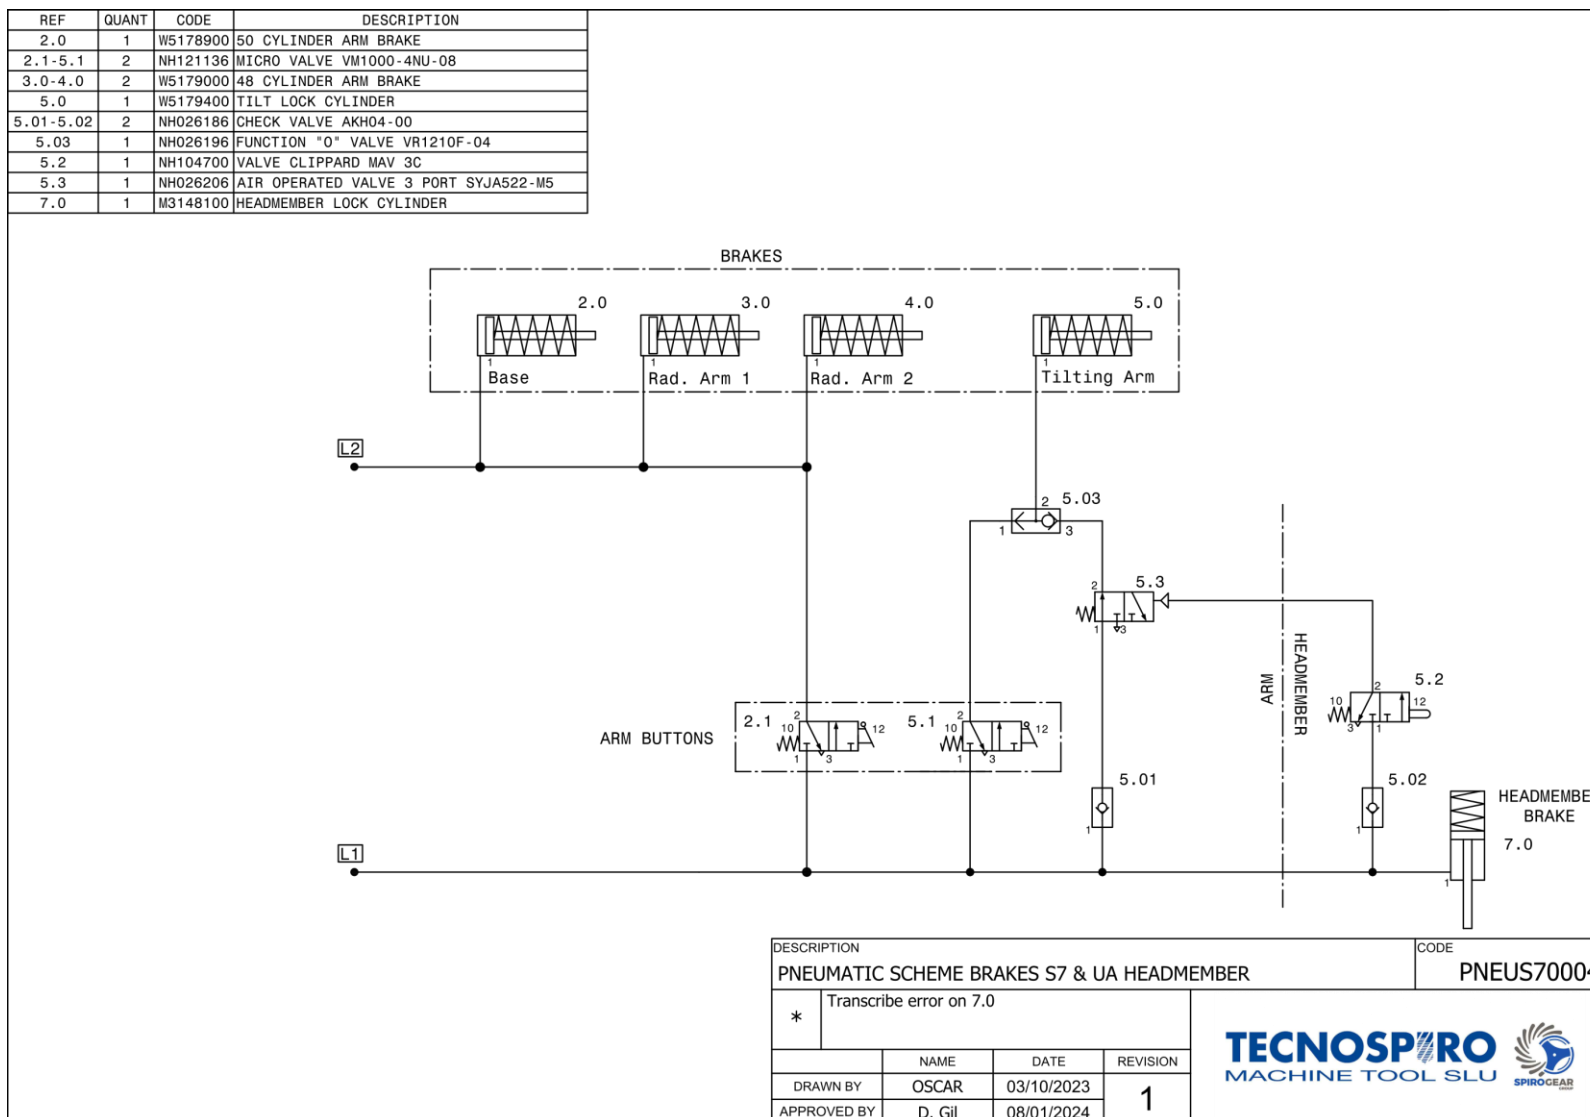 REF QUANT CODE DESCRIPTION
2.0 1 W5178900 50 CYLINDER ARM BRAKE
2.1-5.1 2 NH121136 MICRO VALVE VM1000-4NU-08
3.0-4.0 2 W5179000 48 CYLINDER ARM BRAKE
5.0 1 W5179400 TILT LOCK CYLINDER
5.01-5.02 2 NH026186 CHECK VALVE AKH04-00
5.03 1 NH026196 FUNCTION "O" VALVE VR1210F-04
5.2 1 NH104700 VALVE CLIPPARD MAV 3C
5.3 1 NH026206 AIR OPERATED VALVE 3 PORT SYJA522-M5
7.0 1 M3148100 HEADMEMBER LOCK CYLINDER
BRAKES
2.0 3.0 4.0 5.0
1 1 1 1
Base Rad. Arm 1 Rad. Arm 2 Tilting Arm
L2
2 5.03
1 3
2 5.3
1 3
ARM
HEADMEMBER
2 5.2
10 12
3 1
ARM BUTTONS
2.1 10 2 12
1 3
5.1 10 2 12
1 3
5.01
1
5.02
1
HEADMEMBE
BRAKE
7.0
1
L1
DESCRIPTION
PNEUMATIC SCHEME BRAKES S7 & UA HEADMEMBER
CODE
PNEUS70004
* Transcribe error on 7.0
NAME DATE REVISION
DRAWN BY OSCAR 03/10/2023 1
APPROVED BY D. Gil 08/01/2024
TECNOSPIRO
MACHINE TOOL SLU
SPIROGEAR